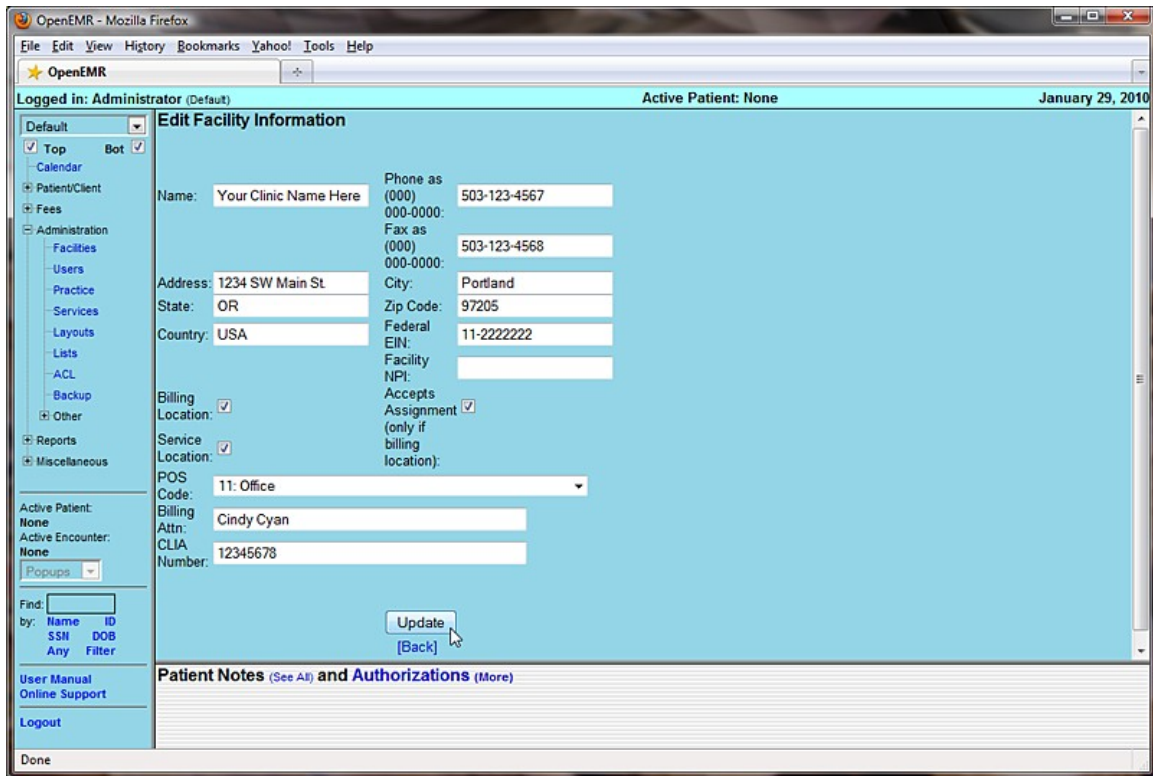 OpenEMR - Mozilla Firefox
File Edit View History Bookmarks Yahoo! Tools Help
OpenEMR
Logged in: Administrator (Default) Active Patient: None January 29, 2010
Default
Top Bot
Calendar
Patient/Client
Fees
Administration
Facilities
Users
Practice
Services
Layouts
Lists
ACL
Backup
Other
Reports
Miscellaneous
Active Patient:
None
Active Encounter:
None
Popups
Find:
by: Name ID
SSN DOB
Any Filter
User Manual
Online Support
Logout
Edit Facility Information
Name: Your Clinic Name Here
Phone as
(000)
000-0000:
503-123-4567
Fax as
(000)
000-0000:
503-123-4568
Address: 1234 SW Main St. City: Portland
State: OR Zip Code: 97205
Country: USA
Federal
EIN:
11-2222222
Facility
NPI:
Billing
Location:
Accepts
Assignment
(only if
billing
location):
Service
Location:
POS
Code:
11: Office
Billing
Attn:
Cindy Cyan
CLIA
Number:
12345678
Update
[Back]
Patient Notes (See All) and Authorizations (More)
Done